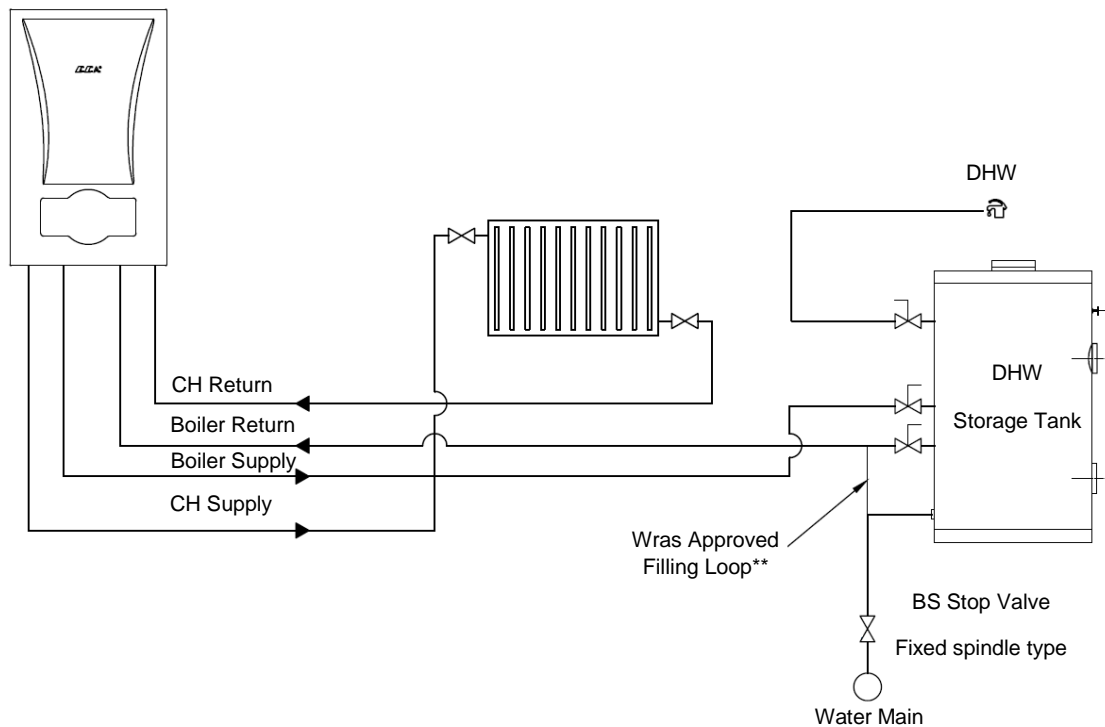 DHW
CH Return
Boiler Return
Boiler Supply
CH Supply
DHW
Storage Tank
Wras Approved
Filling Loop**
BS Stop Valve
Fixed spindle type
Water Main